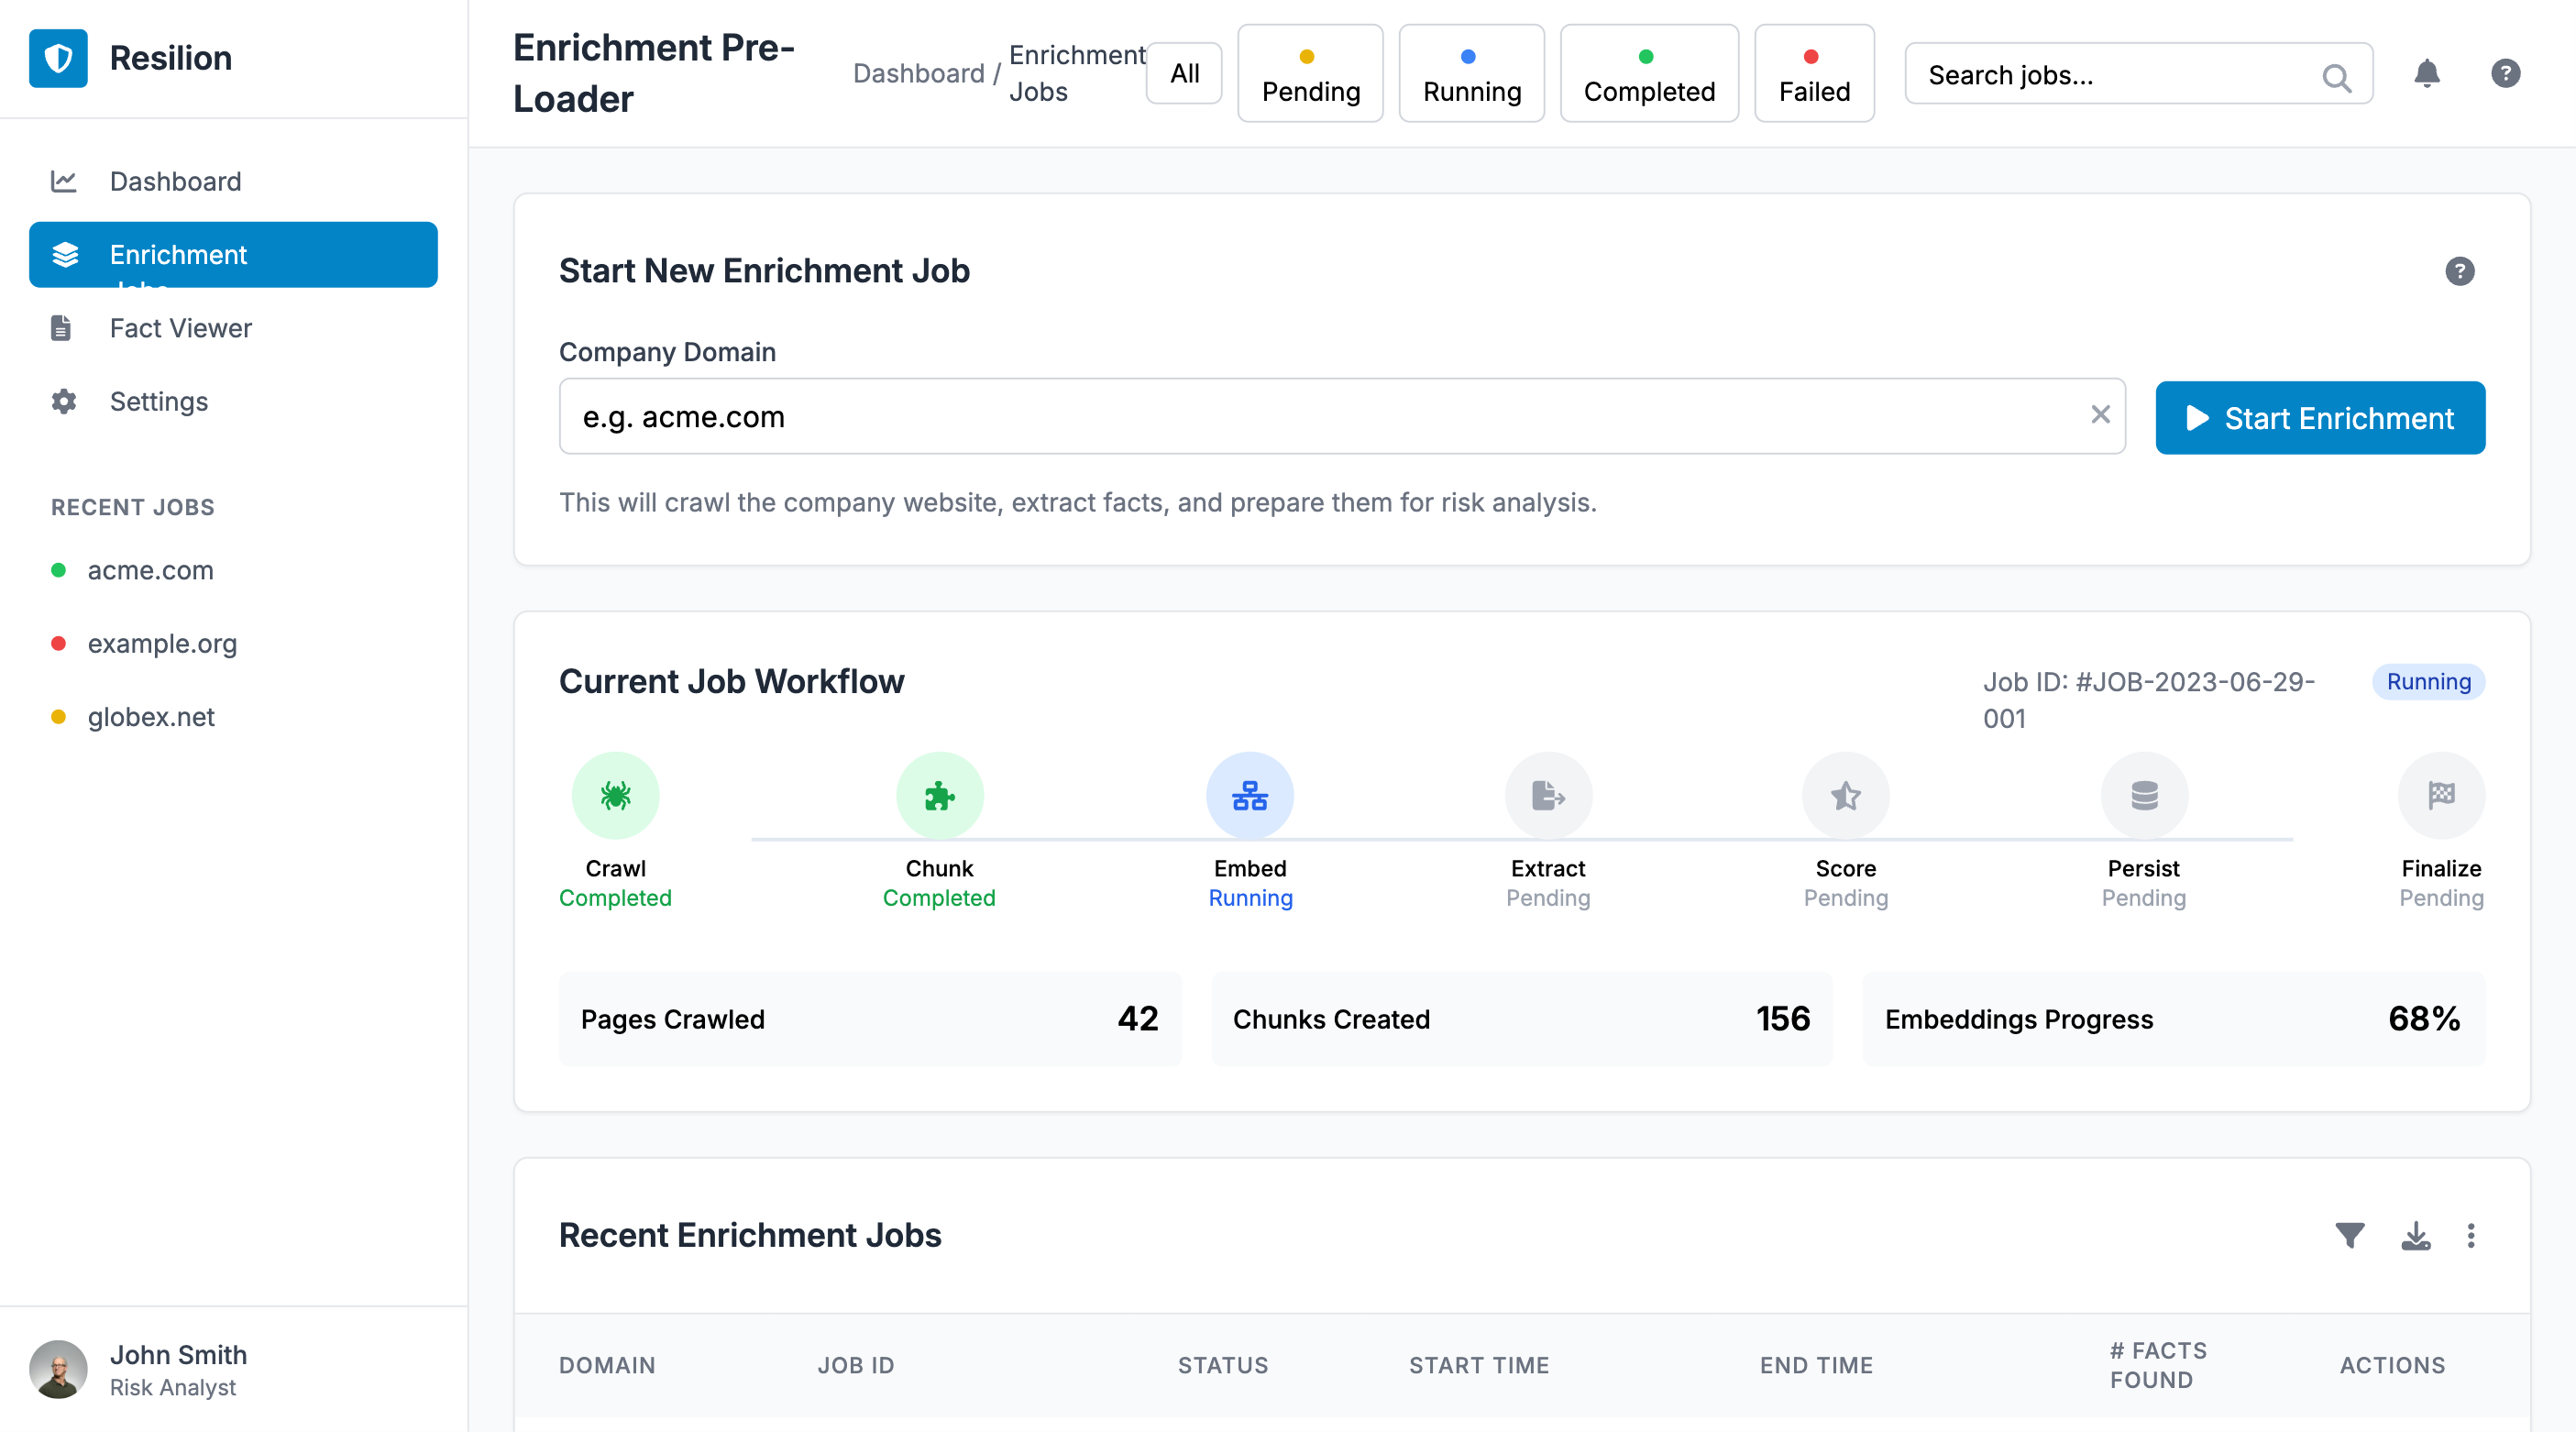 Resilion
Dashboard
Enrichment
Jobs
Fact Viewer
Settings
RECENT JOBS
acme.com
example.org
globex.net
John Smith
Risk Analyst
Enrichment Pre-
Loader
Dashboard / Enrichment
Jobs
All
Pending
Running
Completed
Failed
Search jobs...
Start New Enrichment Job
Company Domain
e.g. acme.com
Start Enrichment
This will crawl the company website, extract facts, and prepare them for risk analysis.
Current Job Workflow
Job ID: #JOB-2023-06-29-
001
Running
Crawl
Completed
Chunk
Completed
Embed
Running
Extract
Pending
Score
Pending
Persist
Pending
Finalize
Pending
Pages Crawled 42
Chunks Created 156
Embeddings Progress 68%
Recent Enrichment Jobs
DOMAIN
JOB ID
STATUS
START TIME
END TIME
# FACTS
FOUND
ACTIONS